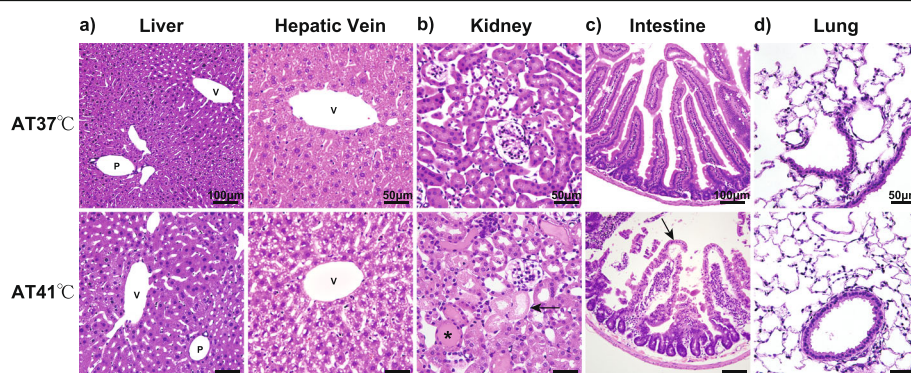 a) Liver Hepatic Vein b) Kidney c) Intestine d) Lung
AT37℃
V
P
100μm
V
50μm
50μm
100μm
50μm
AT41℃
V
P
V
*